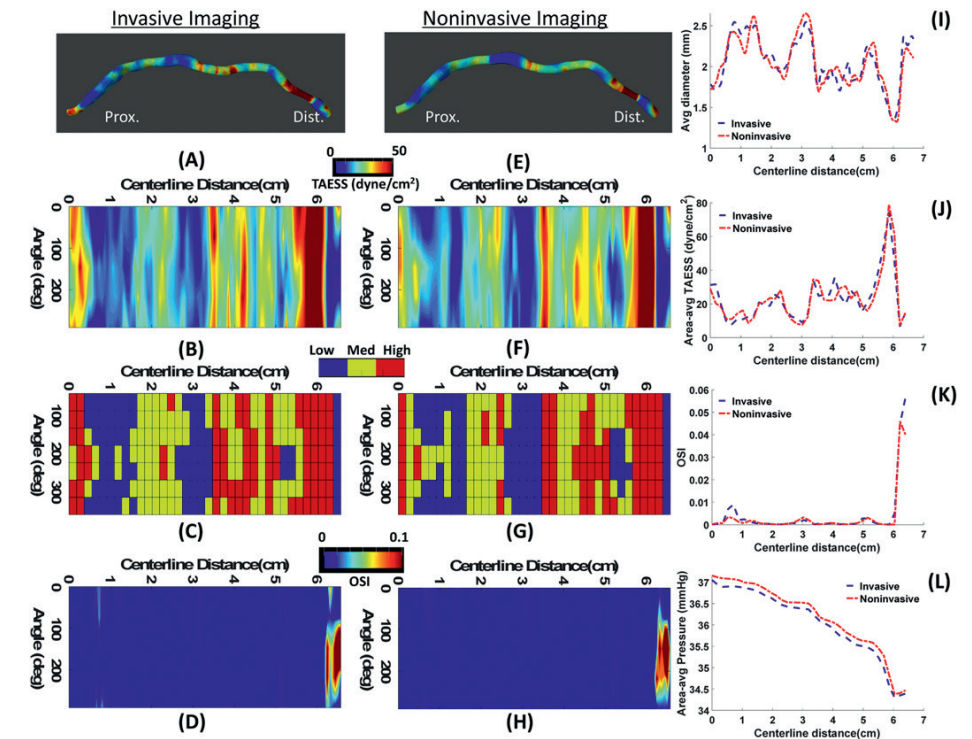 Invasive Imaging
Noninvasive Imaging
Prox.
Dist.
Prox.
Dist.
(A)
(E)
0
50
TAESS (dyne/cm²)
Centerline Distance(cm)
0 1 2 3 4 5 6
Angle (deg)
0
100
200
(B)
Centerline Distance(cm)
0 1 2 3 4 5 6
Angle (deg)
0
100
200
(F)
Low Med High
Centerline Distance(cm)
0 1 2 3 4 5 6
Angle (deg)
0
100
200
300
(C)
Centerline Distance(cm)
0 1 2 3 4 5 6
Angle (deg)
0
100
200
300
(G)
0
0.1
OSI
Centerline Distance(cm)
0 1 2 3 4 5 6
Angle (deg)
0
100
200
(D)
Centerline Distance(cm)
0 1 2 3 4 5 6
Angle (deg)
0
100
200
(H)
(I)
Avg diameter (mm)
2.5
2
1.5
1
Invasive
Noninvasive
0 1 2 3 4 5 6 7
Centerline distance(cm)
(J)
Area-avg TAESS (dyne/cm²)
80
60
40
20
0
Invasive
Noninvasive
0 1 2 3 4 5 6 7
Centerline distance(cm)
(K)
OSI
0.06
0.05
0.04
0.03
0.02
0.01
0
Invasive
Noninvasive
0 1 2 3 4 5 6 7
Centerline distance(cm)
(L)
Area-avg Pressure (mmHg)
37
36.5
36
35.5
35
34.5
34
Invasive
Noninvasive
0 1 2 3 4 5 6 7
Centerline distance(cm)